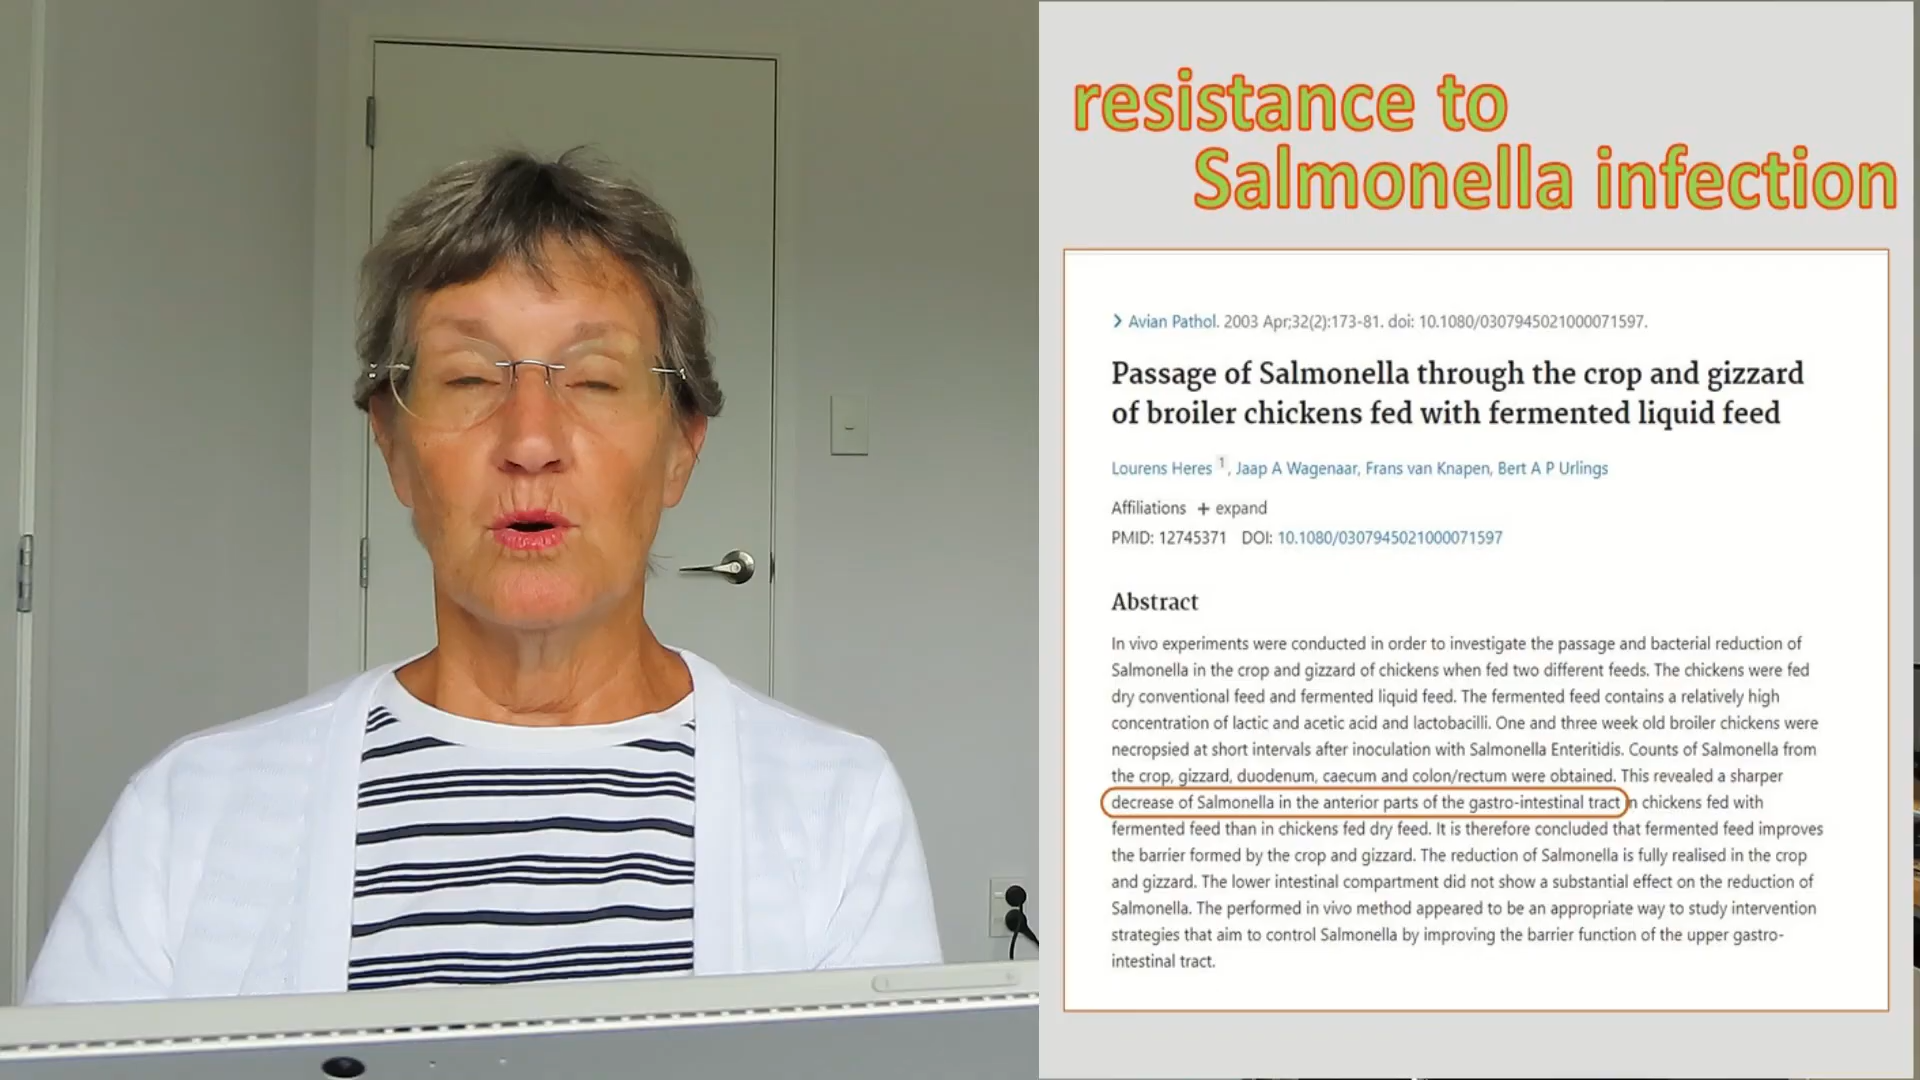 resistance to
Salmonella infection
Avian Pathol. 2003 Apr;32(2):173-81. doi: 10.1080/0307945021000071597.
Passage of Salmonella through the crop and gizzard
of broiler chickens fed with fermented liquid feed
Lourens Heres 1, Jaap A Wagenaar, Frans van Knapen, Bert A P Urlings
Affiliations + expand
PMID: 12745371 DOI: 10.1080/0307945021000071597
Abstract
In vivo experiments were conducted in order to investigate the passage and bacterial reduction of
Salmonella in the crop and gizzard of chickens when fed two different feeds. The chickens were fed
dry conventional feed and fermented liquid feed. The fermented feed contains a relatively high
concentration of lactic and acetic acid and lactobacilli. One and three week old broiler chickens were
necropsied at short intervals after inoculation with Salmonella Enteritidis. Counts of Salmonella from
the crop, gizzard, duodenum, caecum and colon/rectum were obtained. This revealed a sharper
decrease of Salmonella in the anterior parts of the gastro-intestinal tract in chickens fed with
fermented feed than in chickens fed dry feed. It is therefore concluded that fermented feed improves
the barrier formed by the crop and gizzard. The reduction of Salmonella is fully realised in the crop
and gizzard. The lower intestinal compartment did not show a substantial effect on the reduction of
Salmonella. The performed in vivo method appeared to be an appropriate way to study intervention
strategies that aim to control Salmonella by improving the barrier function of the upper gastro-
intestinal tract.